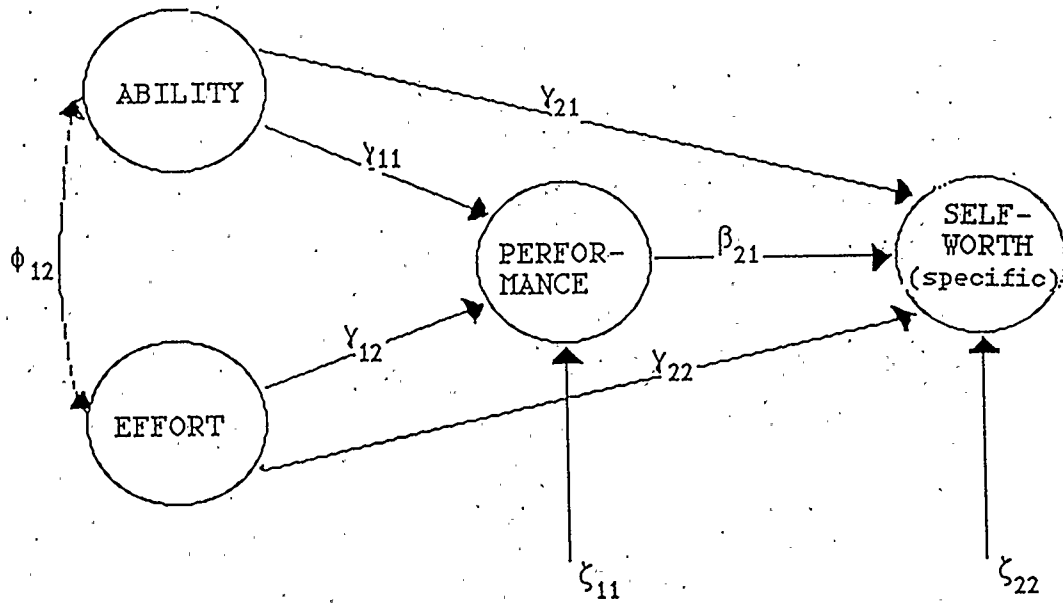 ABILITY
γ21
γ11
SELF-
WORTH
(specific)
PERFOR-
MANCE
β21
ϕ12
γ12
γ22
EFFORT
ζ11
ζ22